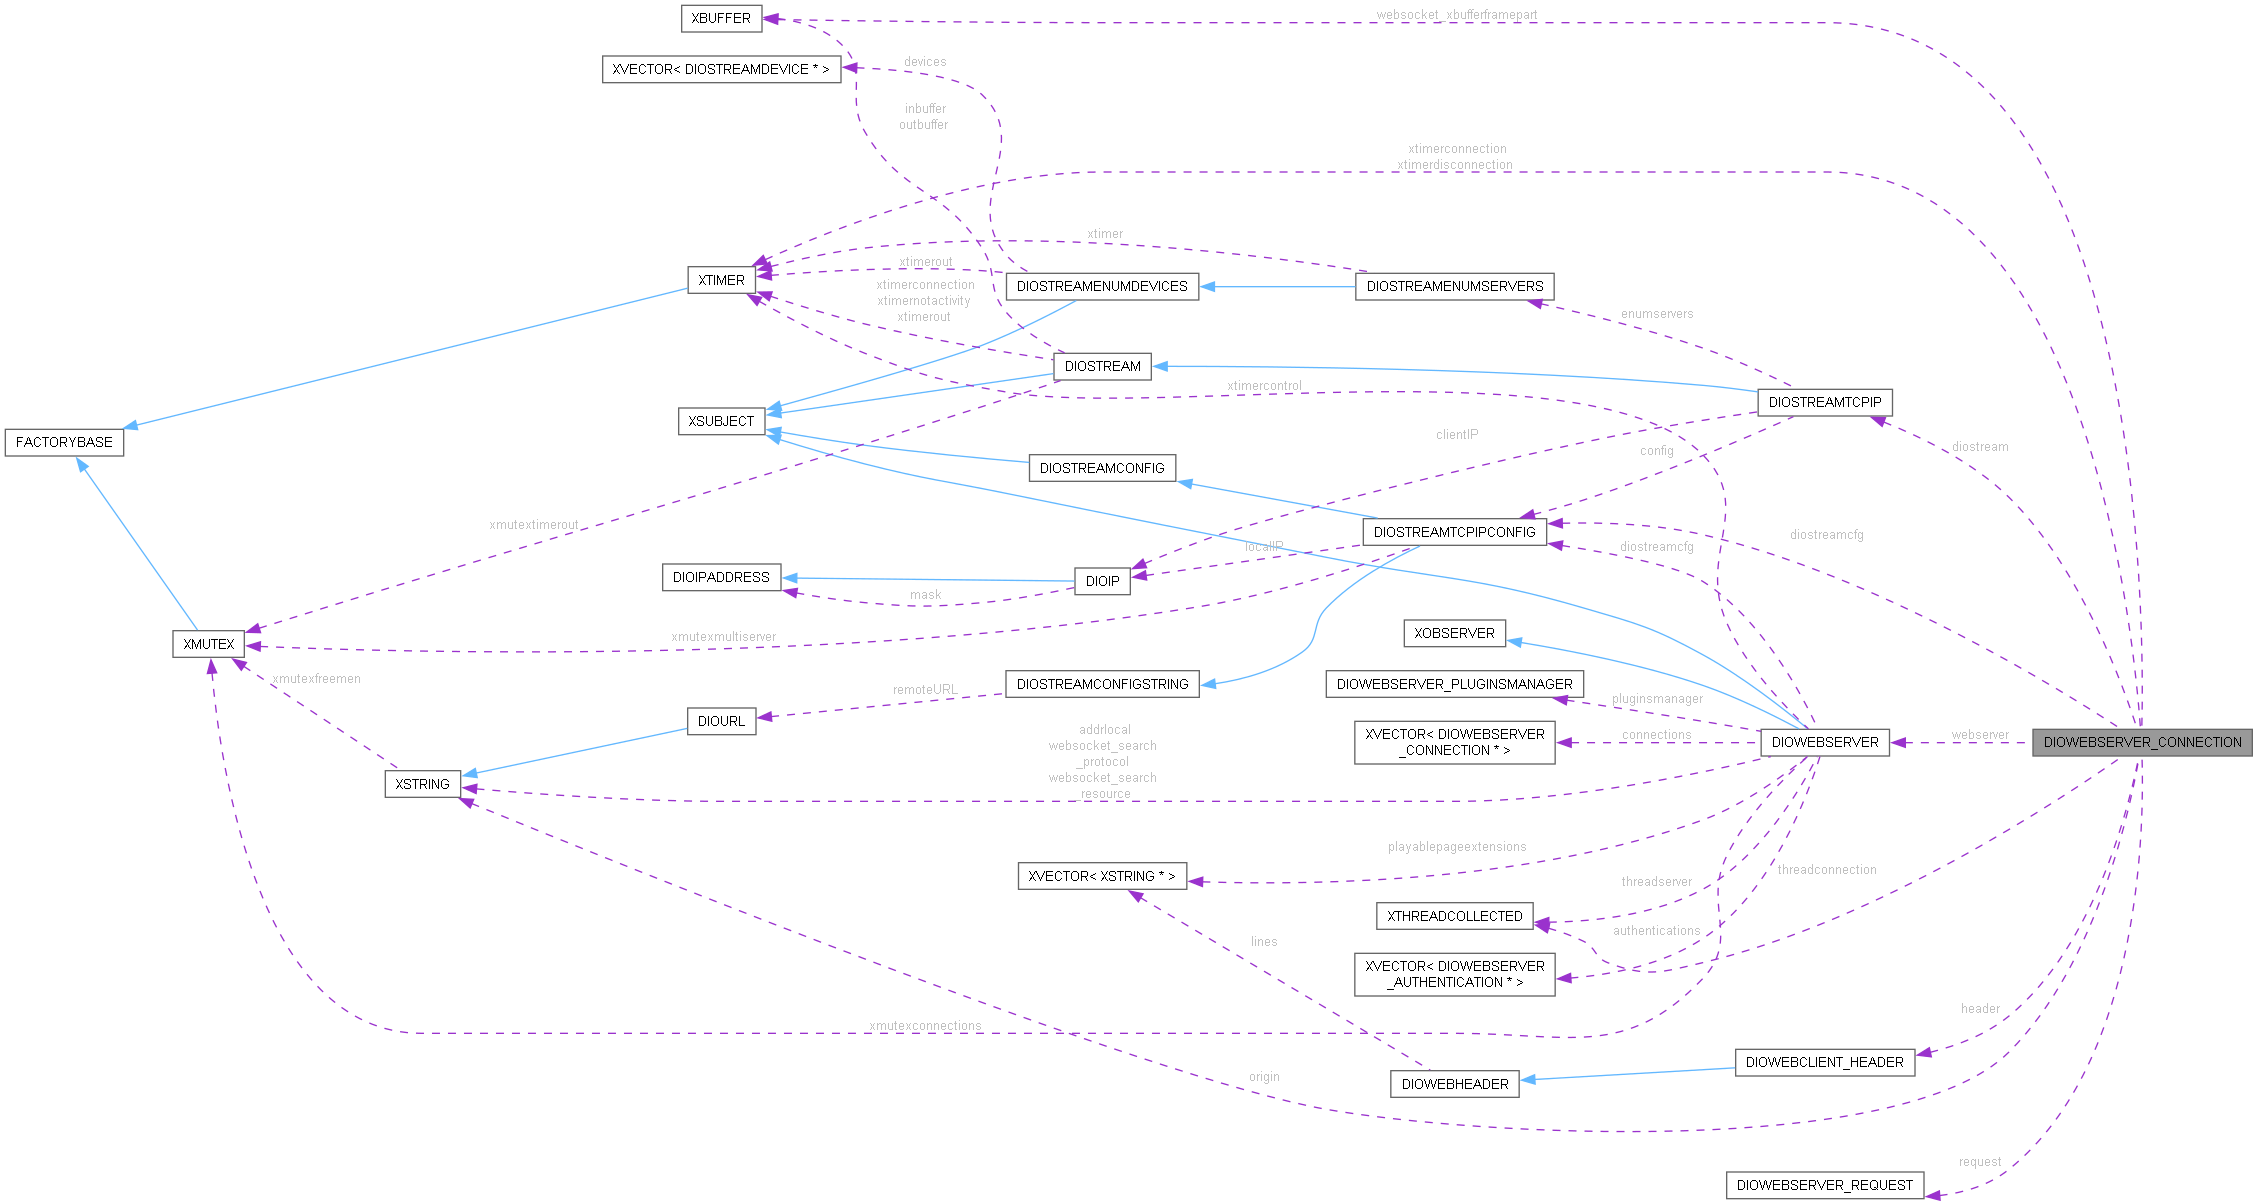 XBUFFER
websocket_xbufferframepart
XVECTOR< DIOSTREAMDEVICE * >
devices
inbuffer
outbuffer
xtimerconnection
xtimerdisconnection
xtimer
XTIMER
xtimerout
DIOSTREAMENUMDEVICES
DIOSTREAMENUMSERVERS
xtimerconnection
xtimernotactivity
xtimerout
enumservers
DIOSTREAM
xtimercontrol
DIOSTREAMTCPIP
XSUBJECT
FACTORYBASE
clientIP
config
diostream
DIOSTREAMCONFIG
xmutextimerout
DIOSTREAMTCPIPCONFIG
diostreamcfg
localIP
diostreamcfg
DIOIPADDRESS
DIOIP
mask
XMUTEX
xmutexmultiserver
XOBSERVER
xmutexfreemen
DIOSTREAMCONFIGSTRING
DIOWEBSERVER_PLUGINSMANAGER
remoteURL
pluginsmanager
DIOURL
addrlocal
websocket_search
_protocol
websocket_search
_resource
XVECTOR< DIOWEBSERVER
_CONNECTION * >
connections
DIOWEBSERVER
webserver
DIOWEBSERVER_CONNECTION
XSTRING
playablepageextensions
XVECTOR< XSTRING * >
threadserver
threadconnection
XTHREADCOLLECTED
authentications
lines
XVECTOR< DIOWEBSERVER
_AUTHENTICATION * >
header
xmutexconnections
DIOWEBCLIENT_HEADER
origin
DIOWEBHEADER
request
DIOWEBSERVER_REQUEST